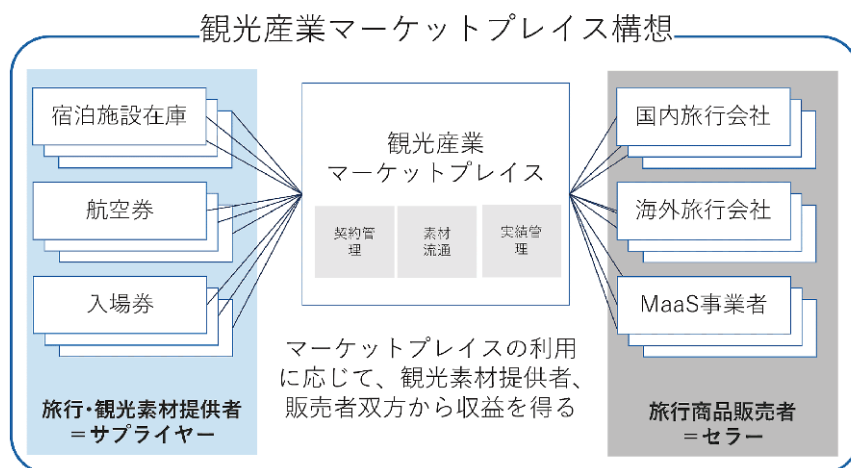 観光産業マーケットプレイス構想
宿泊施設在庫
航空券
入場券
旅行・観光素材提供者
＝サプライヤー
観光産業
マーケットプレイス
契約管
理
素材
流通
実績管
理
マーケットプレイスの利用
に応じて、観光素材提供者、
販売者双方から収益を得る
国内旅行会社
海外旅行会社
MaaS事業者
旅行商品販売者
＝セラー